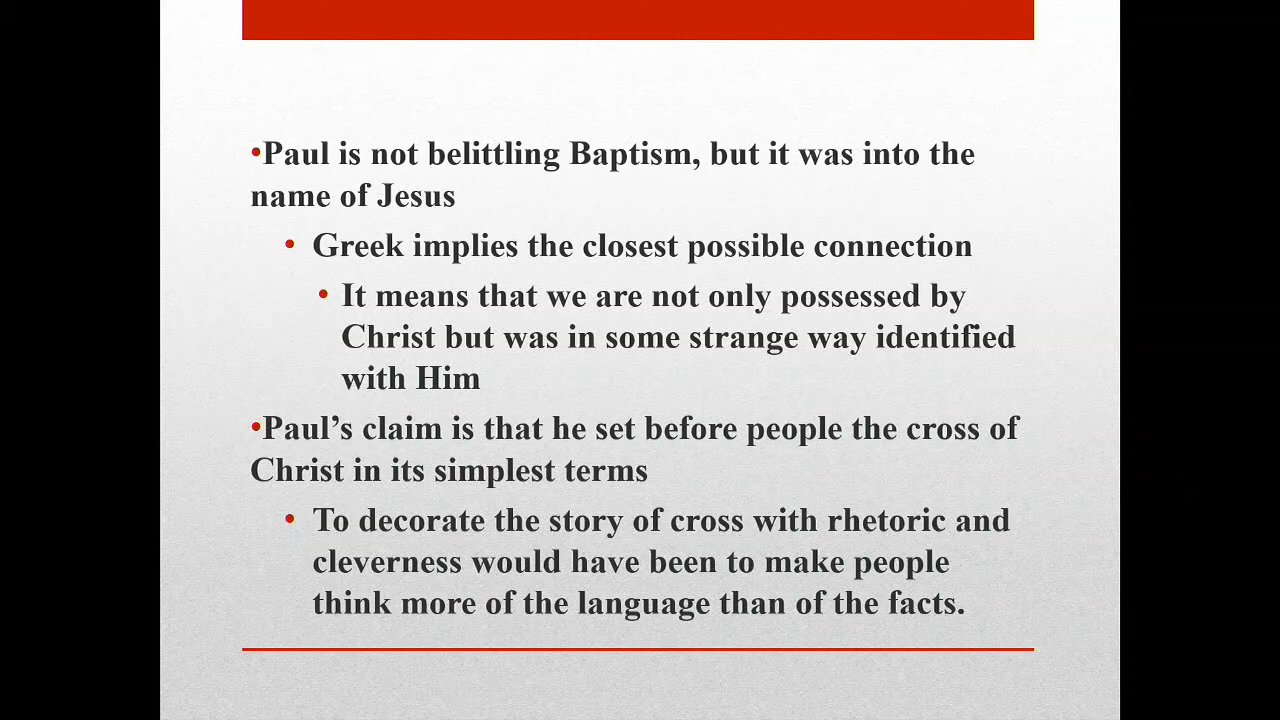 •Paul is not belittling Baptism, but it was into the
name of Jesus
• Greek implies the closest possible connection
• It means that we are not only possessed by
Christ but was in some strange way identified
with Him
•Paul’s claim is that he set before people the cross of
Christ in its simplest terms
• To decorate the story of cross with rhetoric and
cleverness would have been to make people
think more of the language than of the facts.